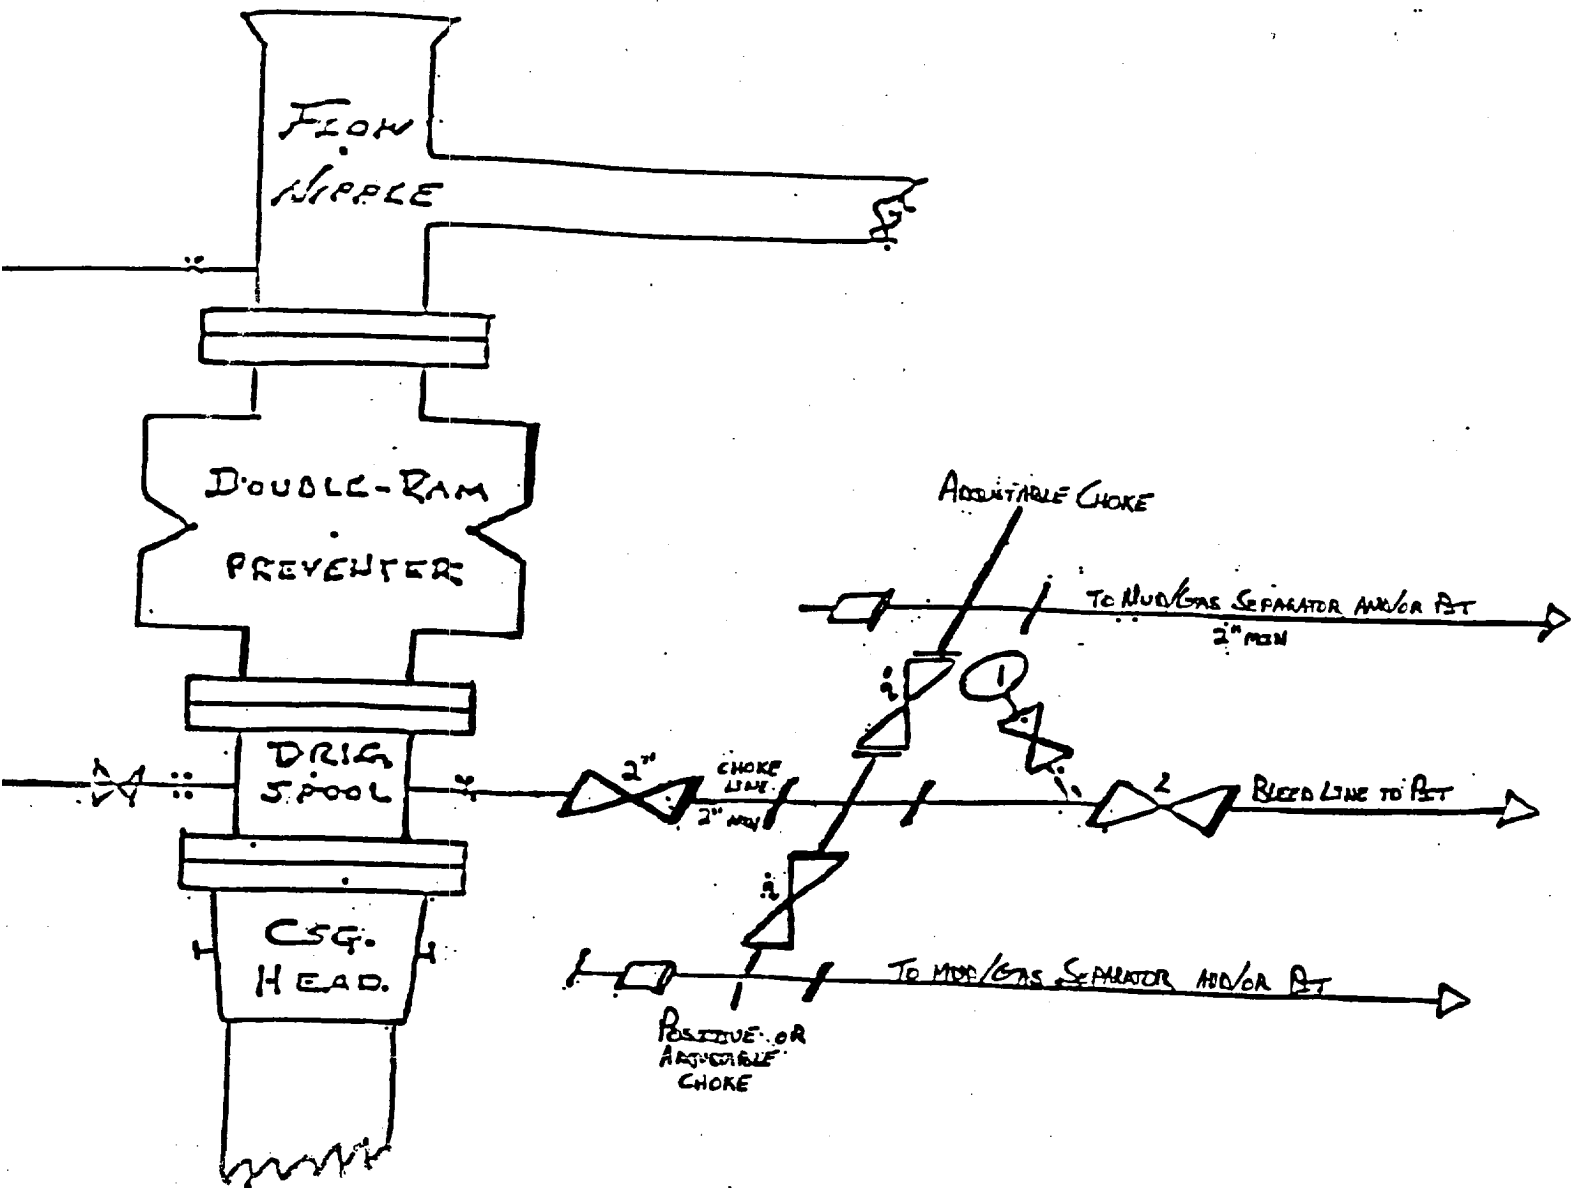 FLOW
NIPPLE
DOUBLE-RAM
PREVENTER
ADJUSTABLE CHOKE
TO MUD/GAS SEPARATOR AND/OR PIT
2" MIN
1
DRLG
SPOOL
2"
CHOKE
LINE
2" MIN
2
BLEED LINE TO PIT
CSG.
HEAD.
TO MUD/GAS SEPARATOR AND/OR PIT
POSITIVE OR
ADJUSTABLE
CHOKE